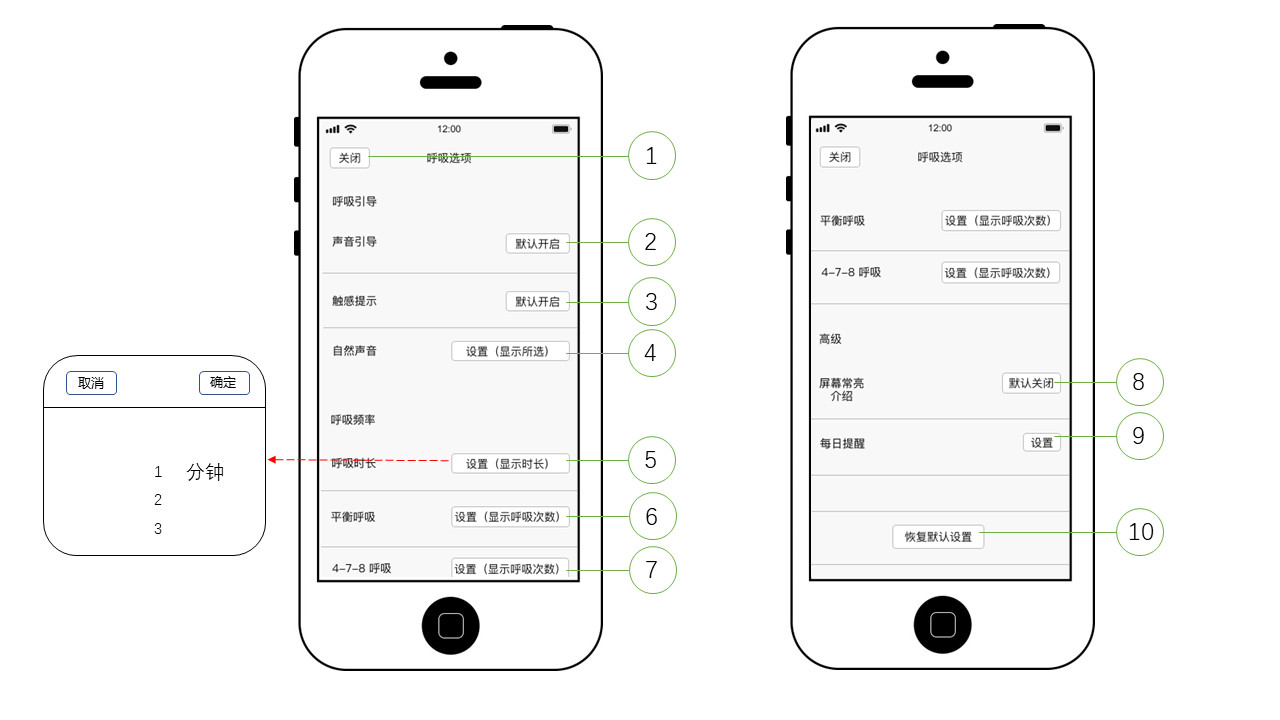 12:00
关闭
呼吸选项
1
呼吸引导
声音引导
默认开启
2
触感提示
默认开启
3
自然声音
设置（显示所选）
4
呼吸频率
呼吸时长
设置（显示时长）
5
平衡呼吸
设置（显示呼吸次数）
6
4-7-8 呼吸
设置（显示呼吸次数）
7
取消
确定
1 分钟
2
3
12:00
关闭
呼吸选项
平衡呼吸
设置（显示呼吸次数）
4-7-8 呼吸
设置（显示呼吸次数）
高级
屏幕常亮
介绍
默认关闭
8
每日提醒
设置
9
恢复默认设置
10